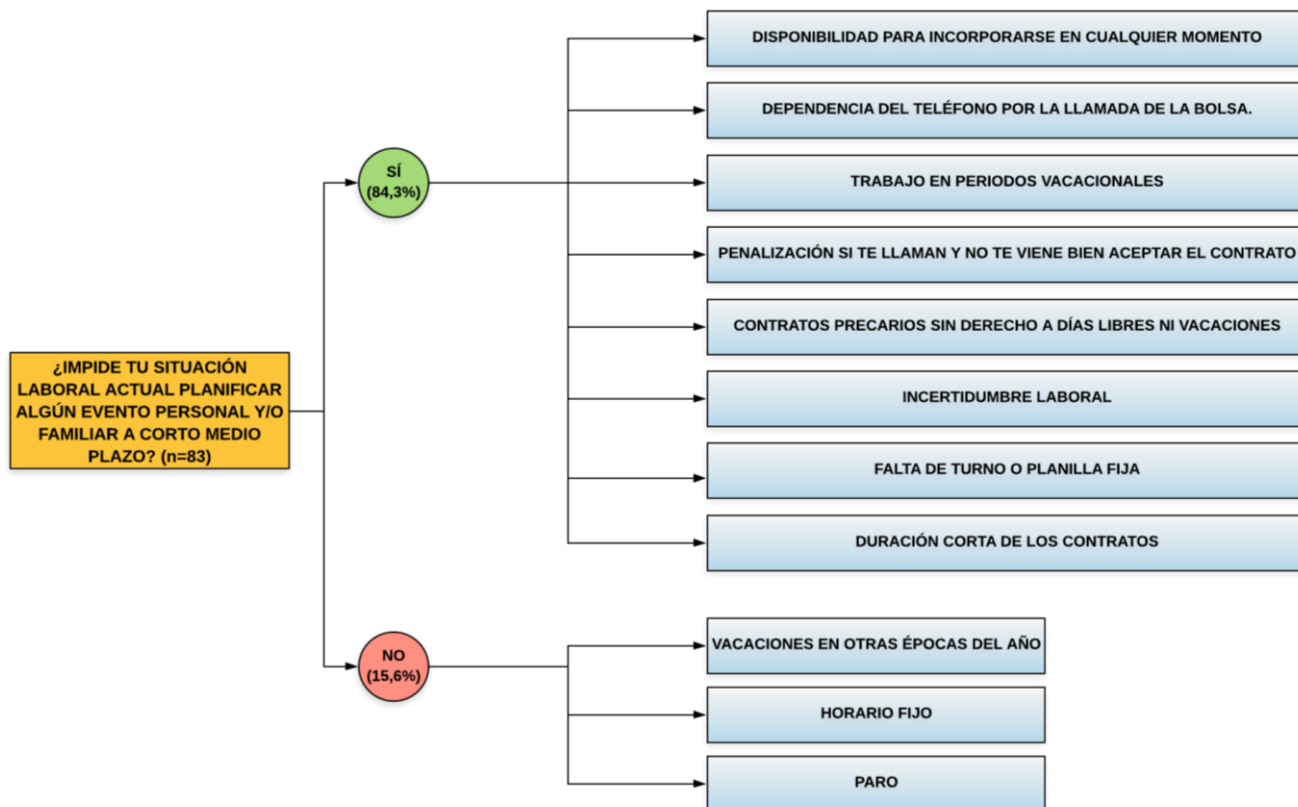 ¿IMPIDE TU SITUACIÓN
LABORAL ACTUAL PLANIFICAR
ALGÚN EVENTO PERSONAL Y/O
FAMILIAR A CORTO MEDIO
PLAZO? (n=83)
SÍ
(84,3%)
DISPONIBILIDAD PARA INCORPORARSE EN CUALQUIER MOMENTO
DEPENDENCIA DEL TELÉFONO POR LA LLAMADA DE LA BOLSA.
TRABAJO EN PERIODOS VACACIONALES
PENALIZACIÓN SI TE LLAMAN Y NO TE VIENE BIEN ACEPTAR EL CONTRATO
CONTRATOS PRECARIOS SIN DERECHO A DÍAS LIBRES NI VACACIONES
INCERTIDUMBRE LABORAL
FALTA DE TURNO O PLANILLA FIJA
DURACIÓN CORTA DE LOS CONTRATOS
NO
(15,6%)
VACACIONES EN OTRAS ÉPOCAS DEL AÑO
HORARIO FIJO
PARO